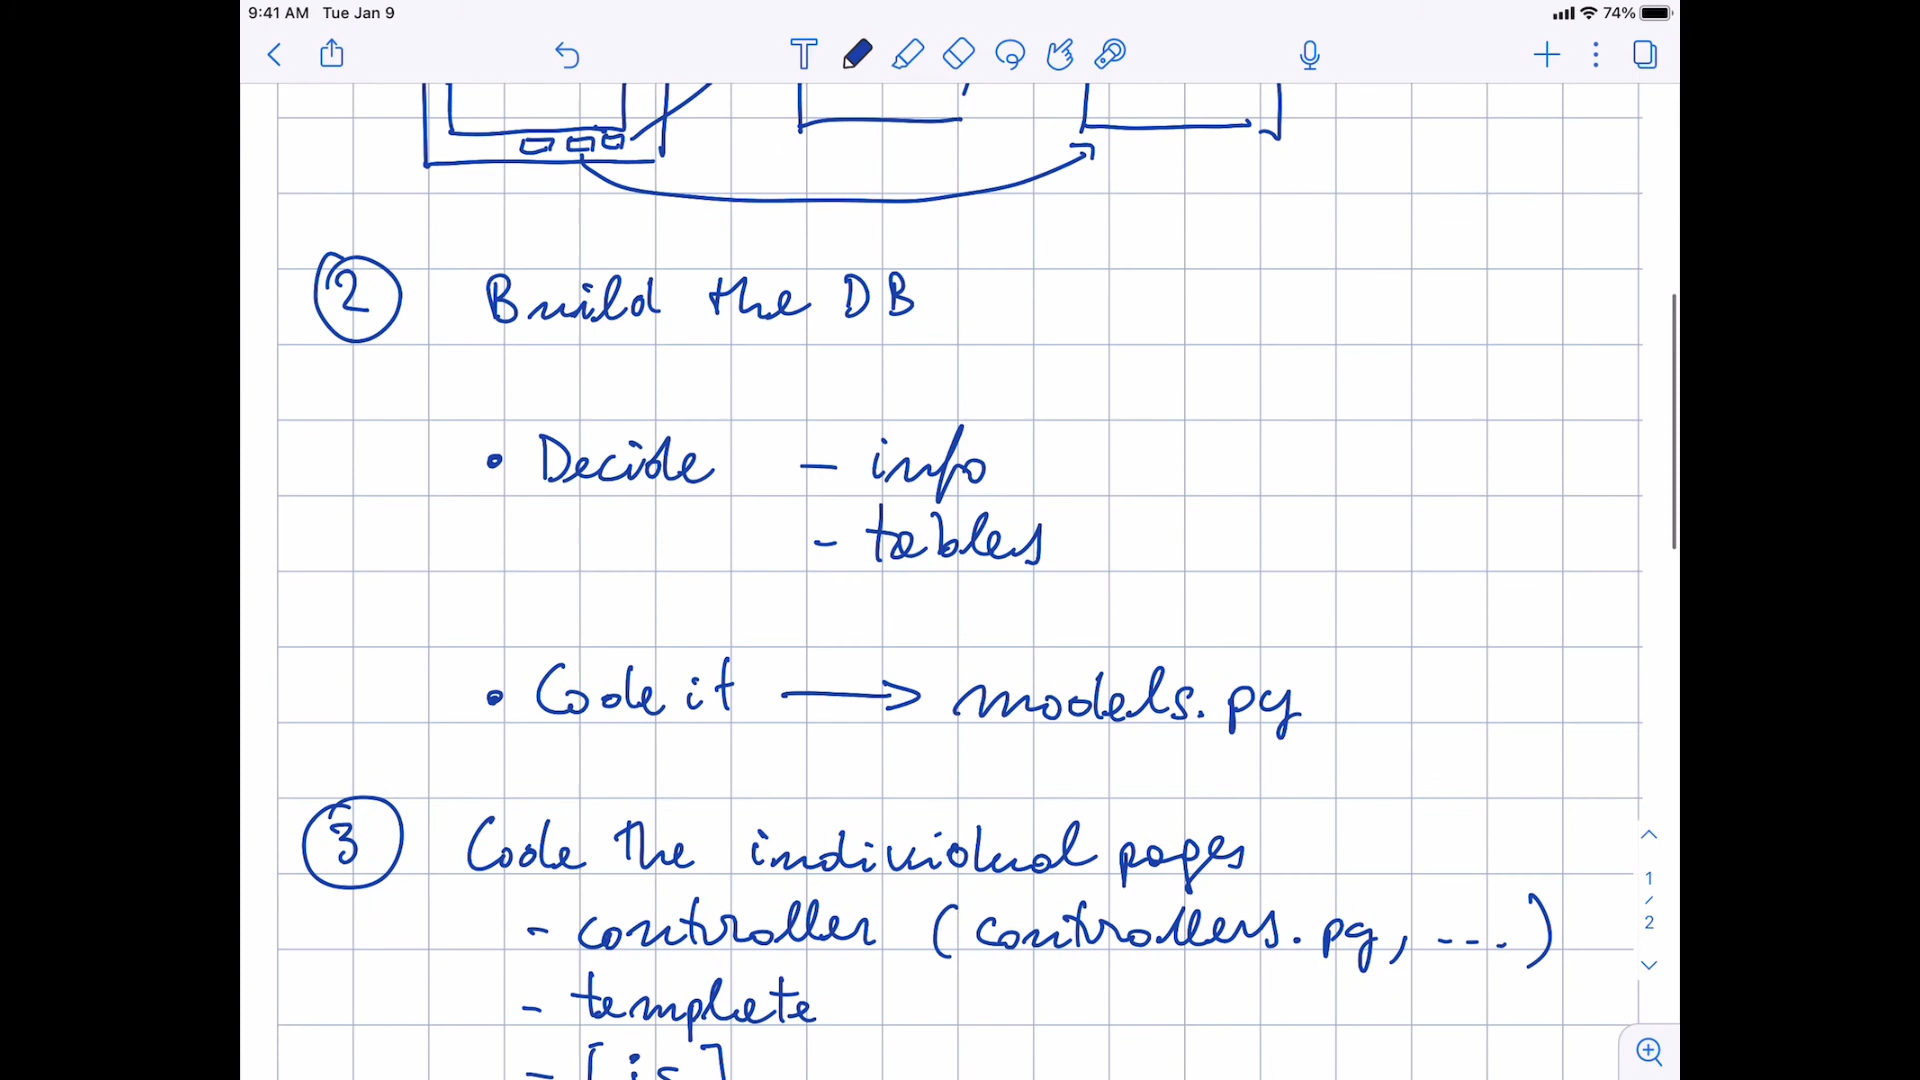 9:41 AM Tue Jan 9
74%
2 Build the DB
• Decide – info
- tables
• Code it → models.py
3 Code the individual pages
- controller (controllers.py, ---)
- template
- [js]
1
/
2